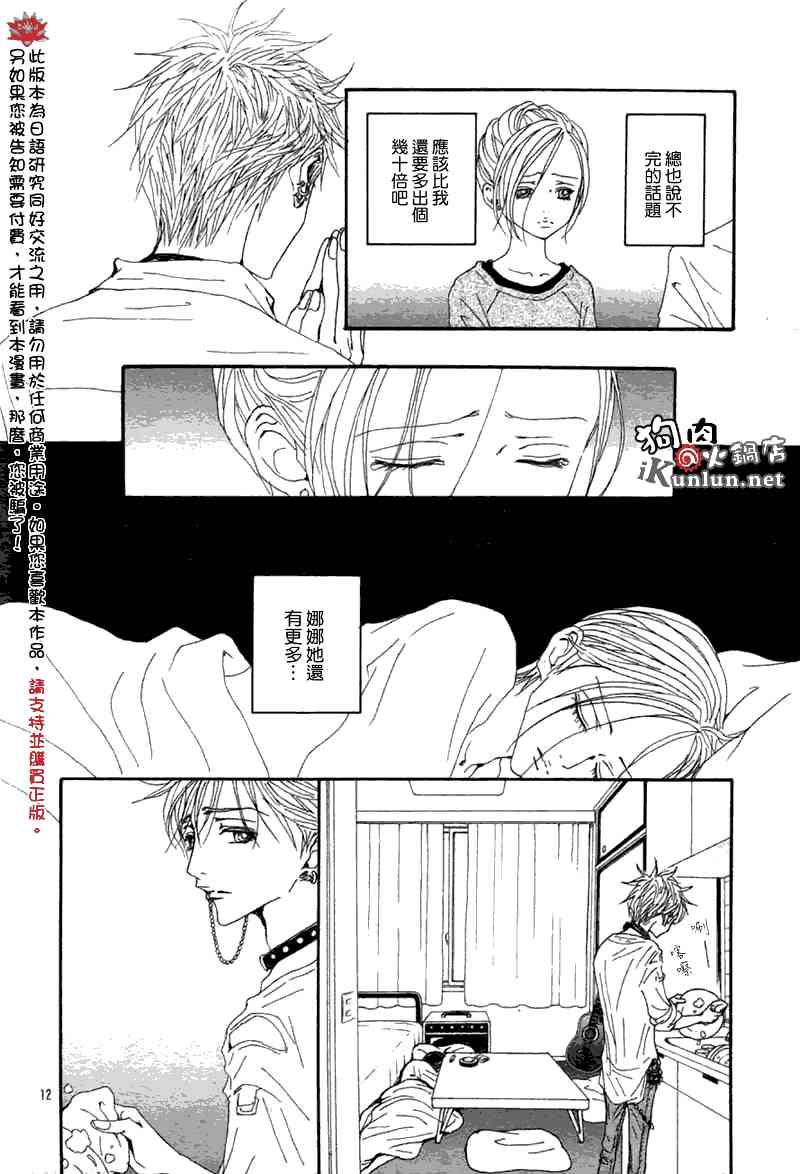 總也說不
完的話題
應該比我
還要多出個
幾十倍吧
狗肉火鍋店
iKunlun.net
娜娜她還
有更多…
唰
喀
嚓
12
此版本為日語研究同好交流之用，請勿用於任何商業用途。如果您喜歡本作品，請支持並購買正版。
另如果您被告知需要付費，才能看到本漫畫，那麼，您被騙了！